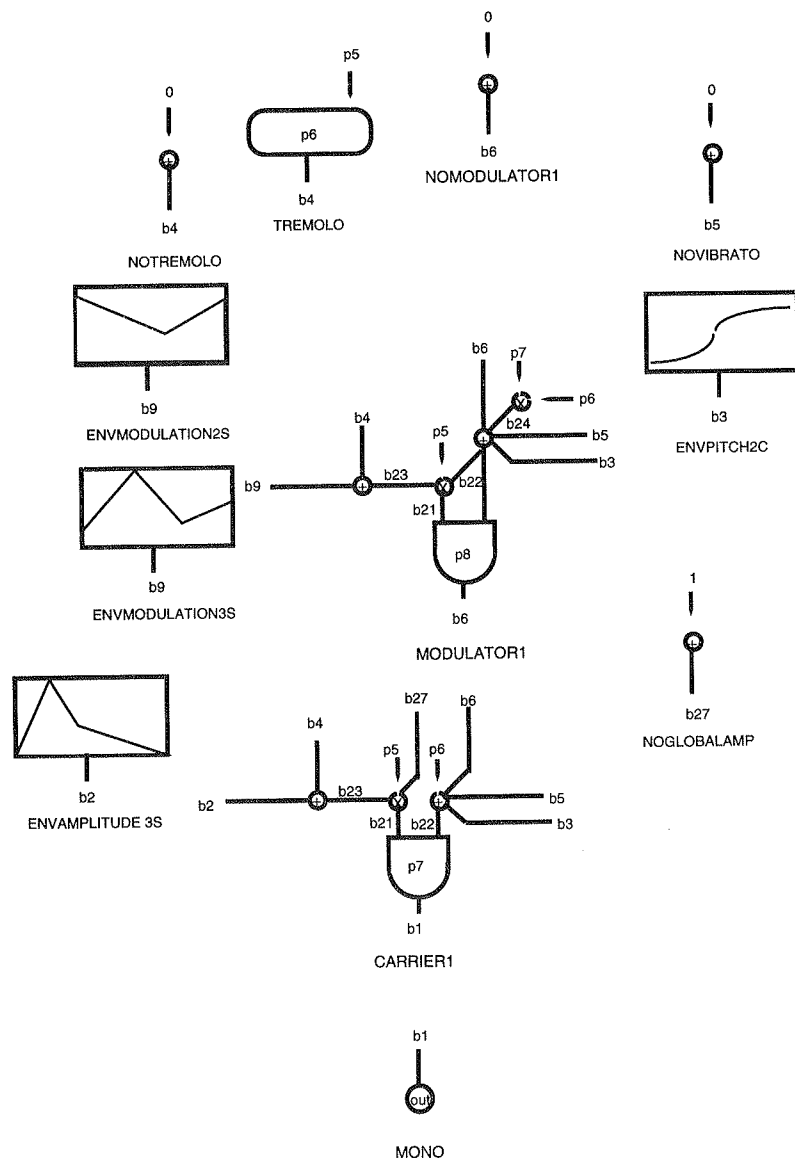 0
p5
0
p6
0
b6
NOMODULATOR1
b4
b4
TREMOLO
b5
NOTREMOLO
NOVIBRATO
b6
p7
b9
b4
p5
X
p6
b3
ENVMODULATION2S
b24
+
b5
ENVPITCH2C
b9
b23
+
X
b22
b3
b21
p8
b9
b6
1
ENVMODULATION3S
MODULATOR1
+
b27
b6
b27
b4
p5
p6
NOGLOBALAMP
b2
b2
b23
+
X
+
b5
ENVAMPLITUDE 3S
b21
b22
b3
p7
b1
CARRIER1
b1
out
MONO